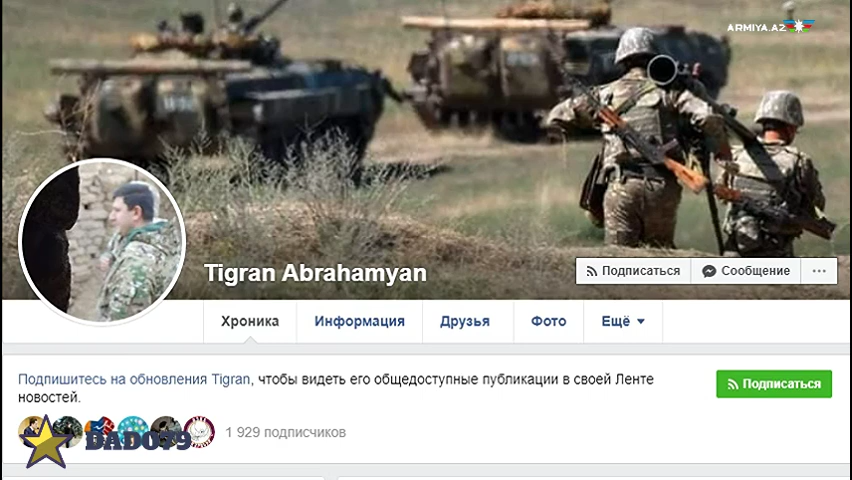 ARMIYA.AZ
Tigran Abrahamyan
Подписаться
Сообщение
Хроника
Информация
Друзья
Фото
Ещё
Подпишитесь на обновления Tigran, чтобы видеть его общедоступные публикации в своей Ленте
новостей.
Подписаться
1 929 подписчиков
DADO79